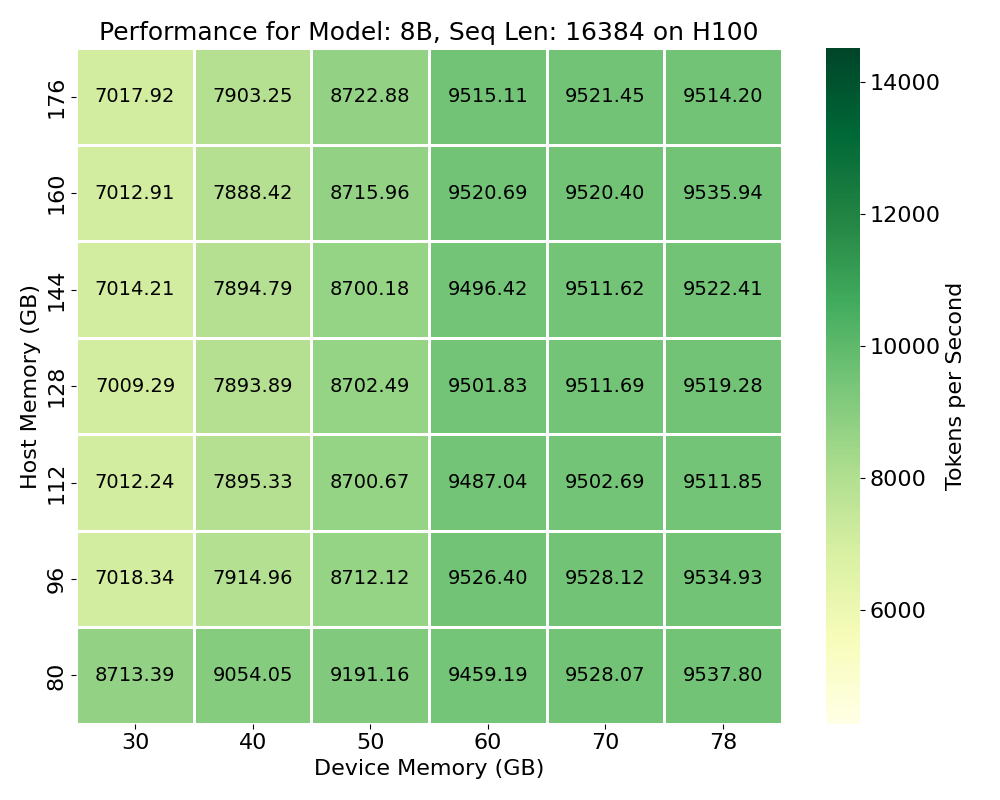 Performance for Model: 8B, Seq Len: 16384 on H100
176 7017.92 7903.25 8722.88 9515.11 9521.45 9514.20
160 7012.91 7888.42 8715.96 9520.69 9520.40 9535.94
144 7014.21 7894.79 8700.18 9496.42 9511.62 9522.41
128 7009.29 7893.89 8702.49 9501.83 9511.69 9519.28
112 7012.24 7895.33 8700.67 9487.04 9502.69 9511.85
96 7018.34 7914.96 8712.12 9526.40 9528.12 9534.93
80 8713.39 9054.05 9191.16 9459.19 9528.07 9537.80
30 40 50 60 70 78
Device Memory (GB)
Host Memory (GB)
14000
12000
10000
8000
6000
Tokens per Second